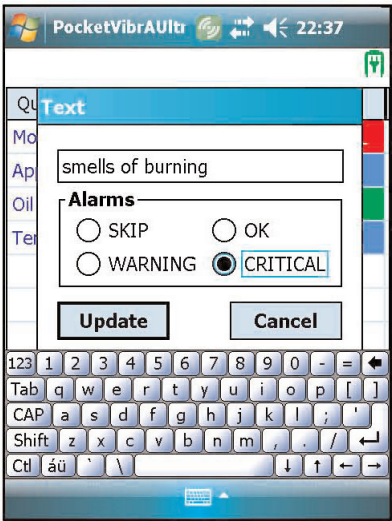 PocketVibrAUltr 22:37
Qu
Text
Mo
smells of burning
Ap
Alarms
Oil
SKIP OK
Ter
WARNING CRITICAL
Update Cancel
123 1 2 3 4 5 6 7 8 9 0 - =
Tab q w e r t y u i o p [ ]
CAP a s d f g h j k l ; '
Shift z x c v b n m , . /
Ctl áü ` \